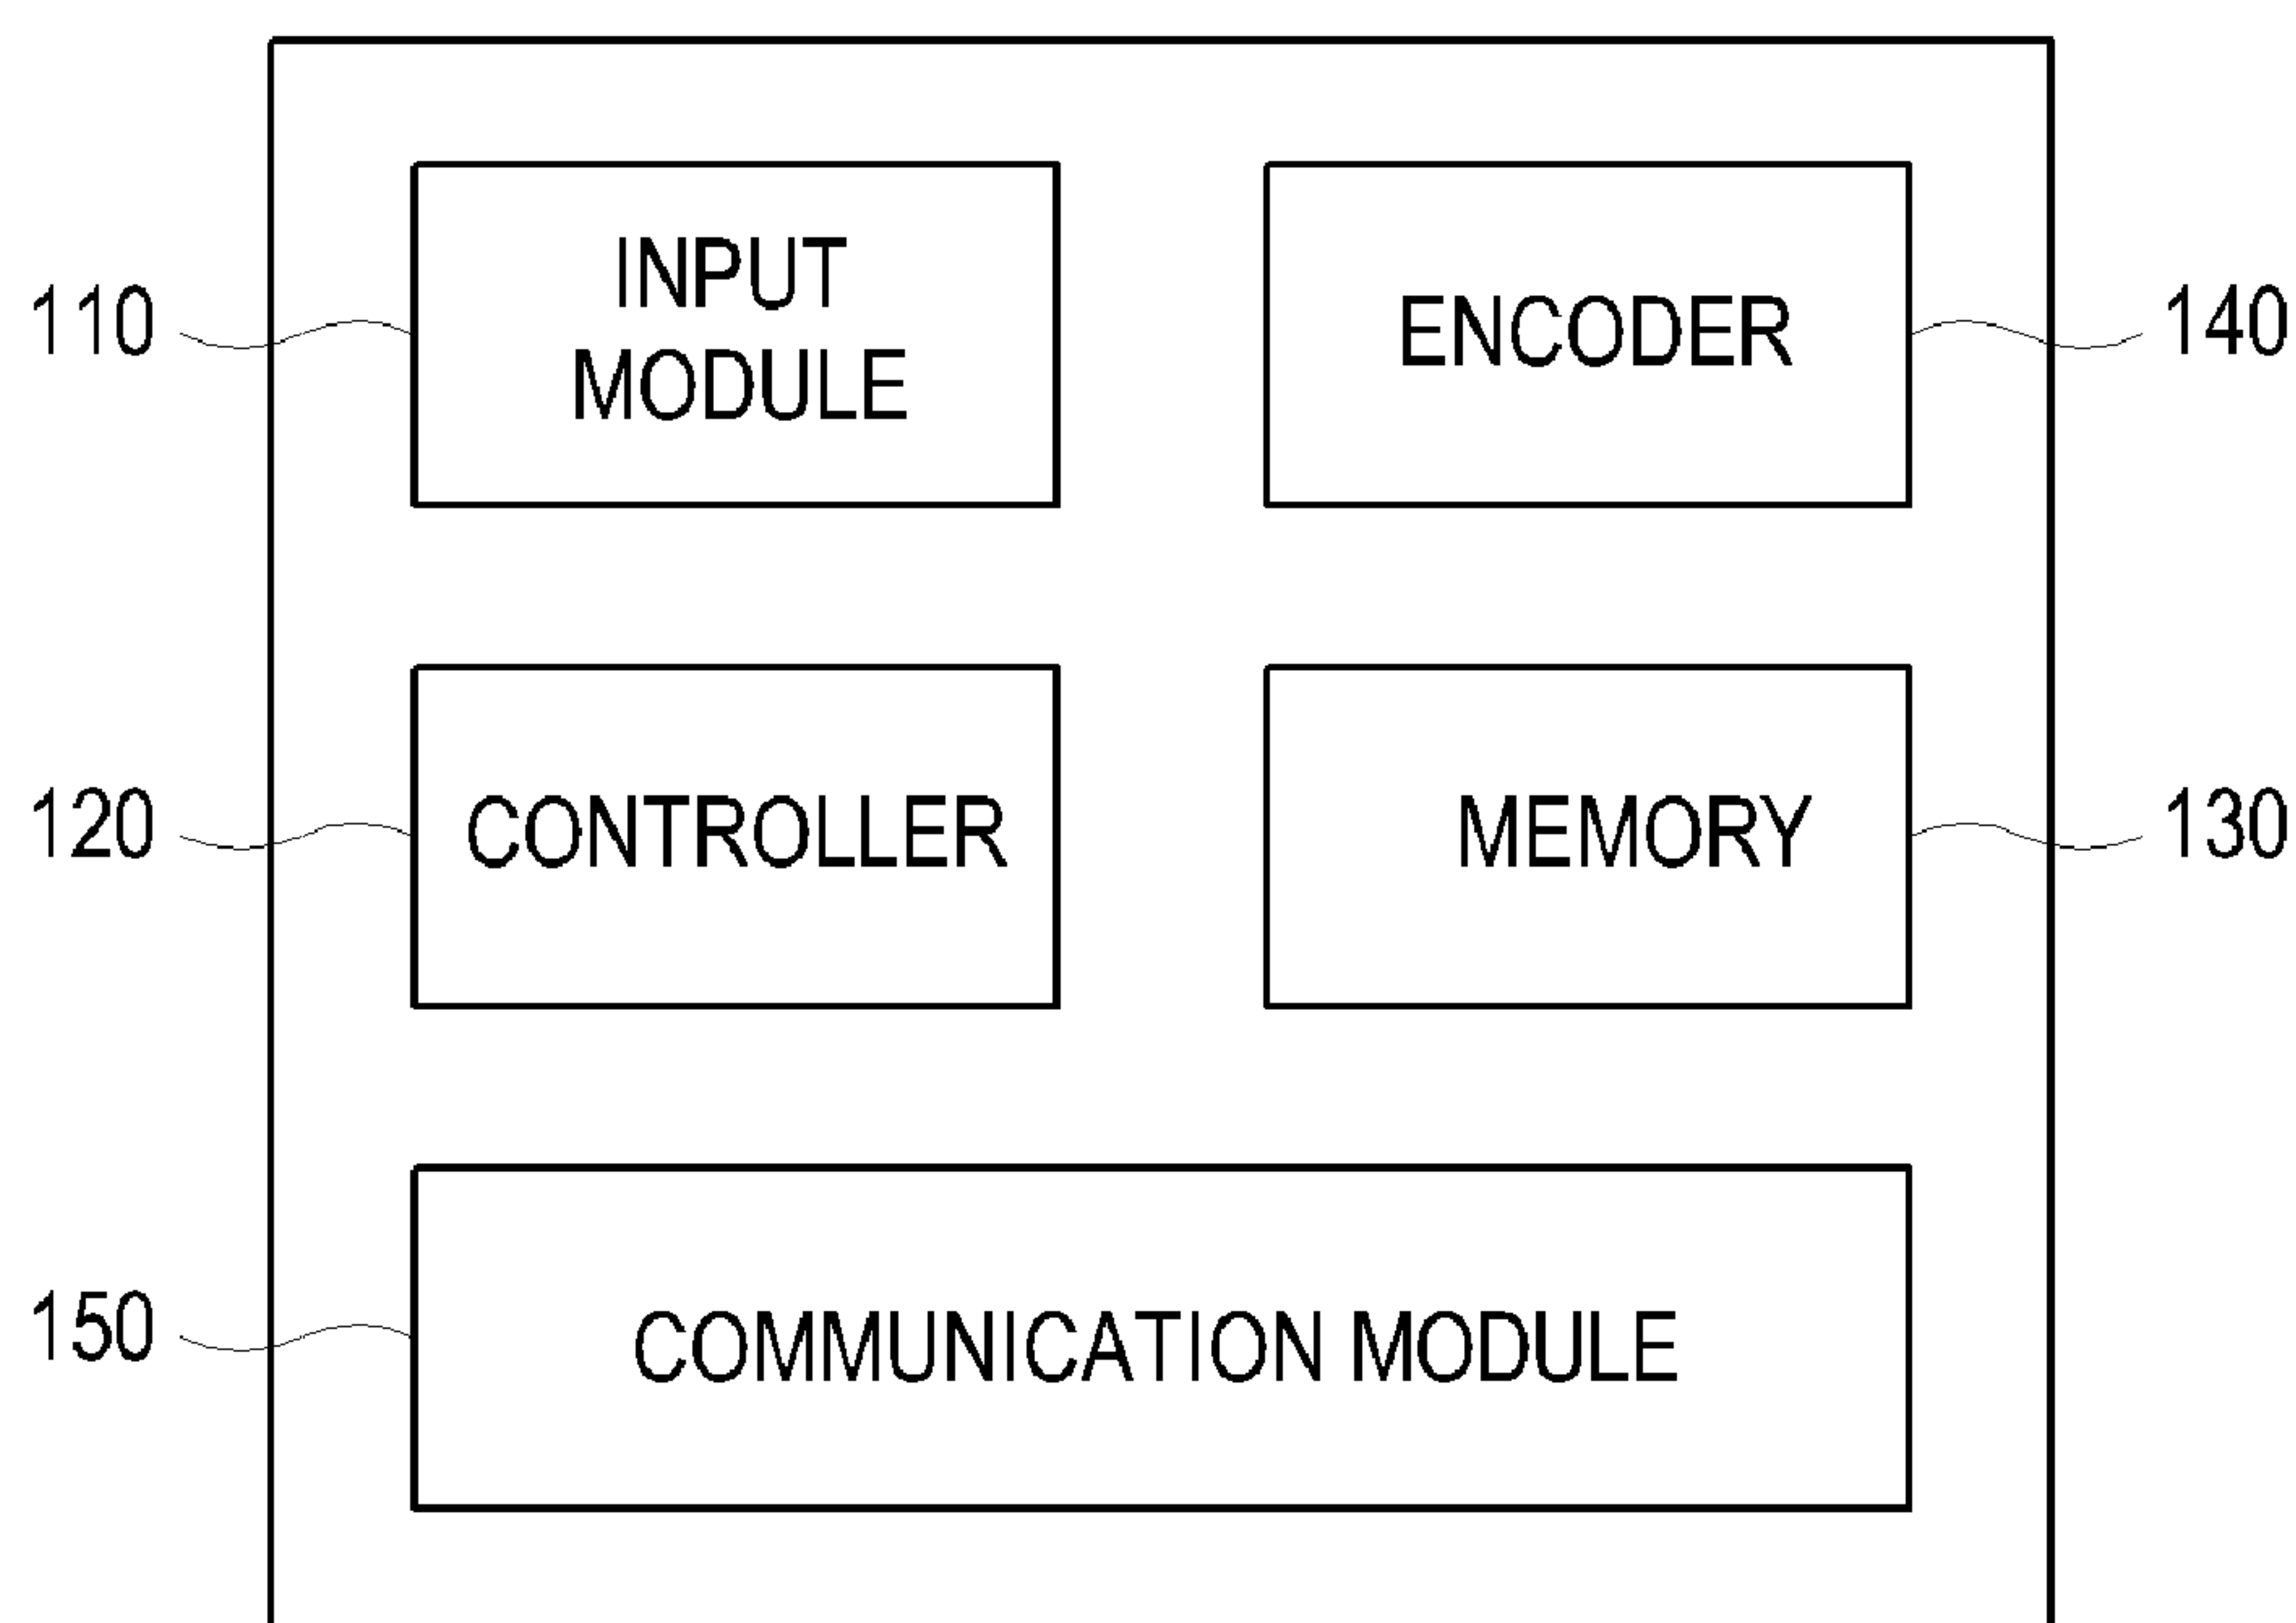 110
INPUT
MODULE
ENCODER
140
120
CONTROLLER
MEMORY
130
150
COMMUNICATION MODULE